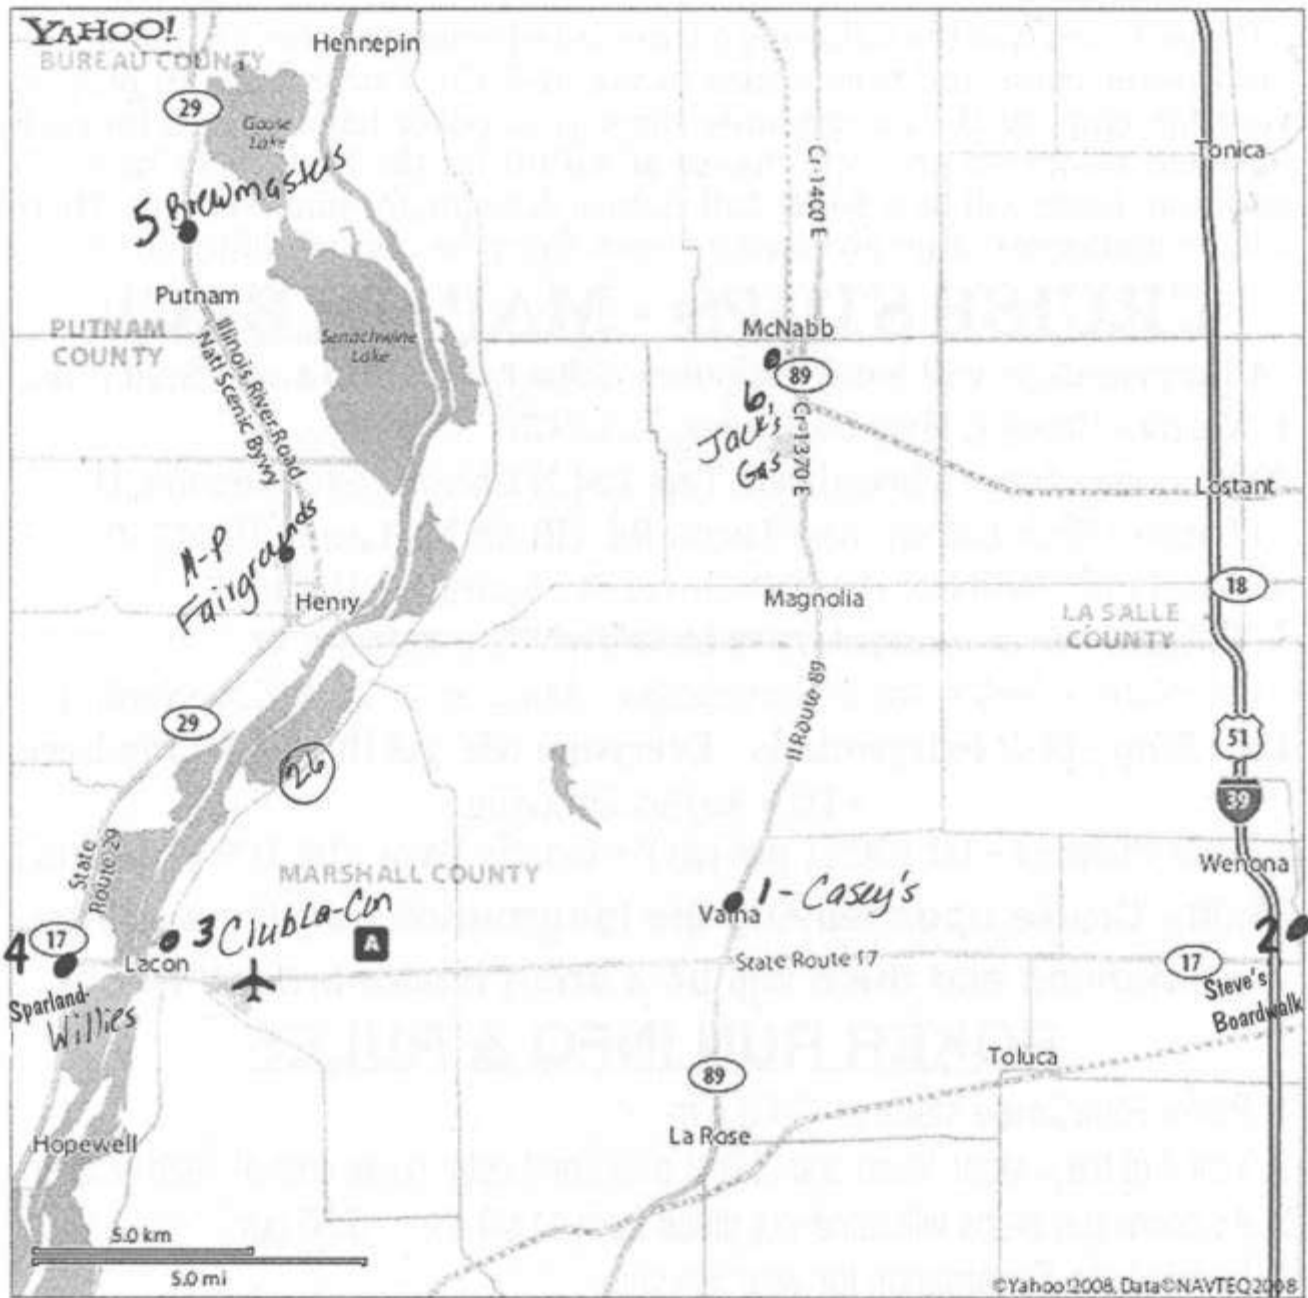 YAHOO!
BUREAU COUNTY
Hennepin
29
Goose
Lake
Tonica
Cr-1400 E
5 Brewmasters
Putnam
PUTNAM
COUNTY
Senachwine
Lake
McNabb
89
6
Jack's
Gas
Cr-1370 E
Illinois River Road
Natl Scenic Bywy
Lostant
M-P
Fairgrounds
Henry
Magnolia
18
LA SALLE
COUNTY
Il Route 89
29
26
51
39
State
Route 29
MARSHALL COUNTY
Wenona
1 - Casey's
Varna
4
17
3 Club La-Con
A
2
Lacon
State Route 17
17
Steve's
Boardwalk
Sparland-
Willies
Toluca
89
La Rose
Hopewell
5.0 km
5.0 mi
©Yahoo!2008, Data©NAVTEQ2008